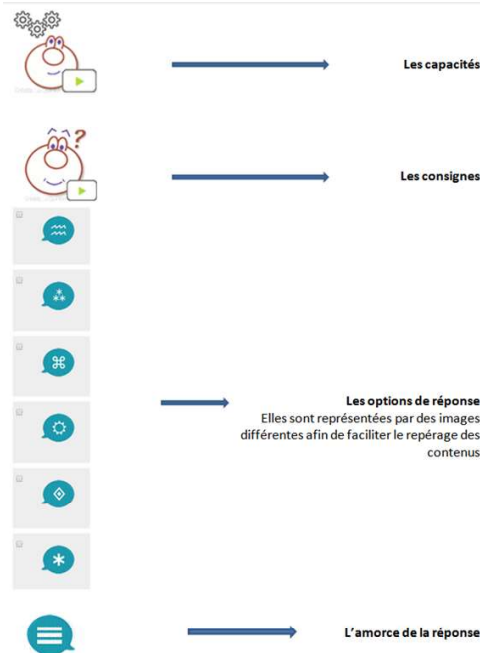 Les capacités
?
Les consignes
Les options de réponse
Elles sont représentées par des images
différentes afin de faciliter le repérage des
contenus
L'amorce de la réponse